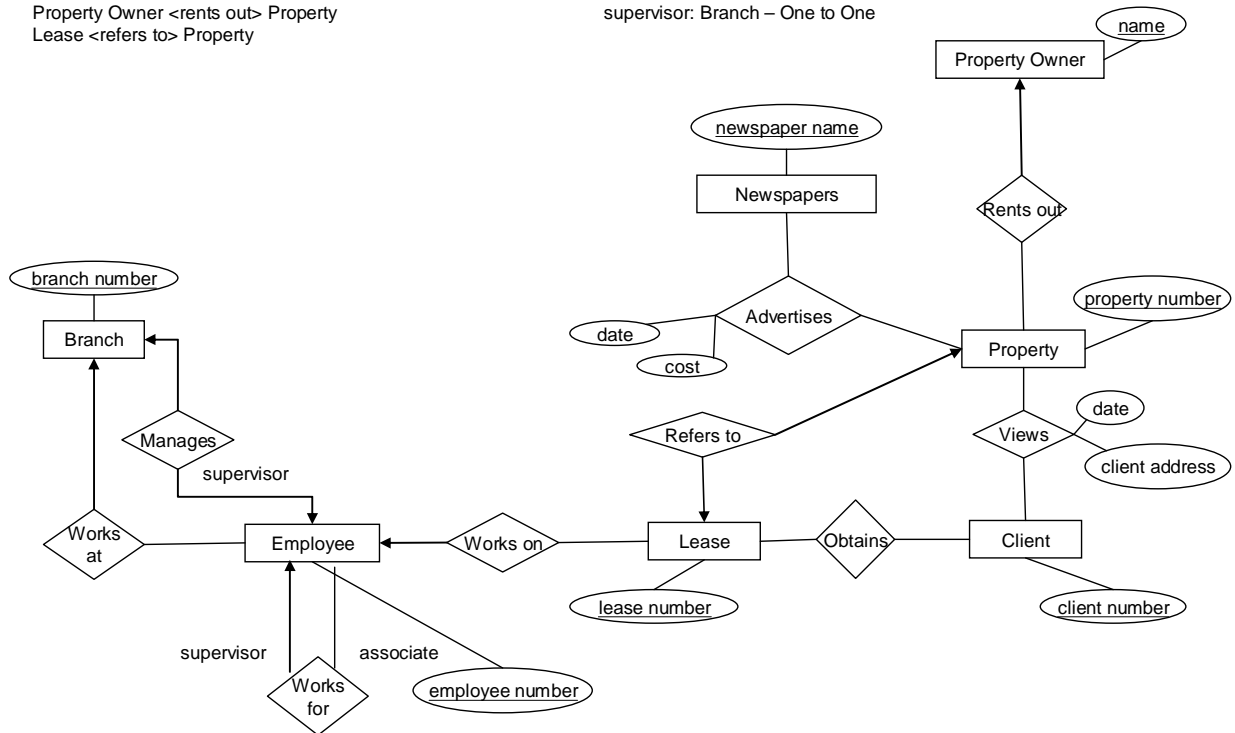 Property Owner <rents out> Property
Lease <refers to> Property
supervisor: Branch – One to One
name
Property Owner
newspaper name
Newspapers
Rents out
branch number
property number
Branch
Advertises
date
Property
cost
date
Manages
Refers to
Views
client address
supervisor
Works
at
Employee
Works on
Lease
Obtains
Client
lease number
client number
supervisor
associate
Works
for
employee number